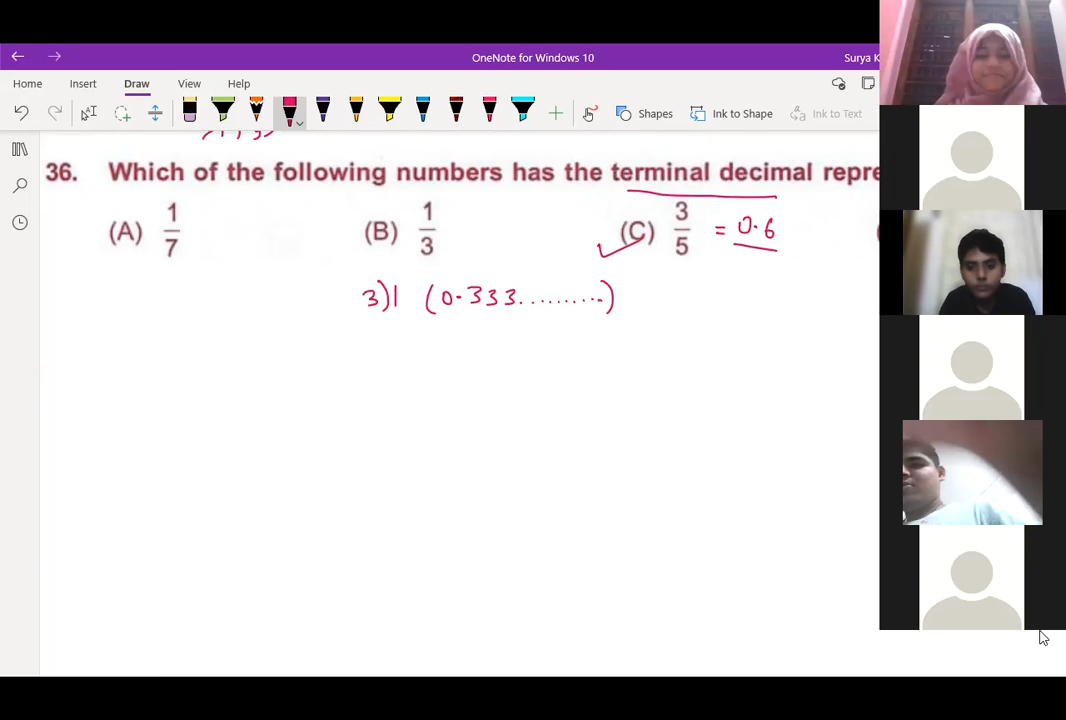 OneNote for Windows 10
Surya K
Home Insert Draw View Help
Shapes Ink to Shape Ink to Text
36. Which of the following numbers has the terminal decimal repre
(A) 1/7 (B) 1/3 (C) 3/5 = 0.6
3)1 (0.333..........)